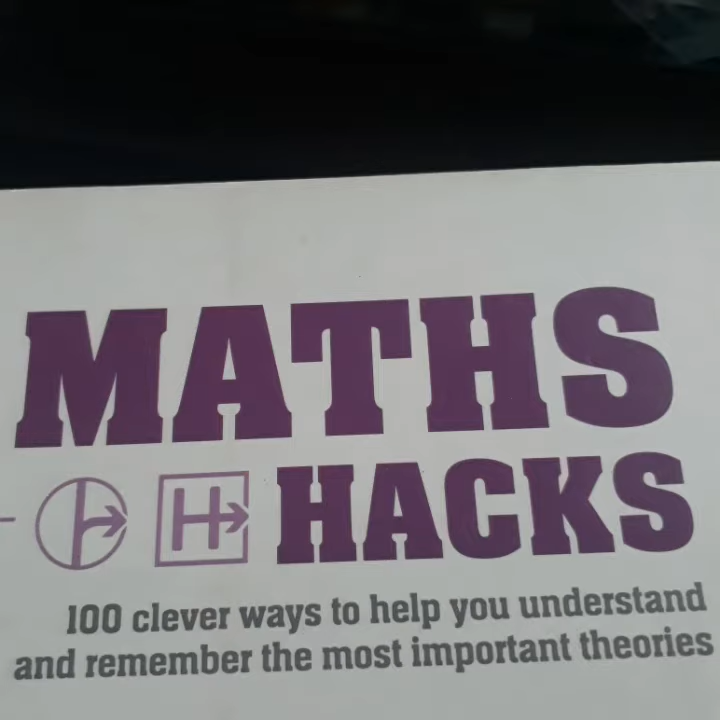 MATHS
HACKS
100 clever ways to help you understand
and remember the most important theories